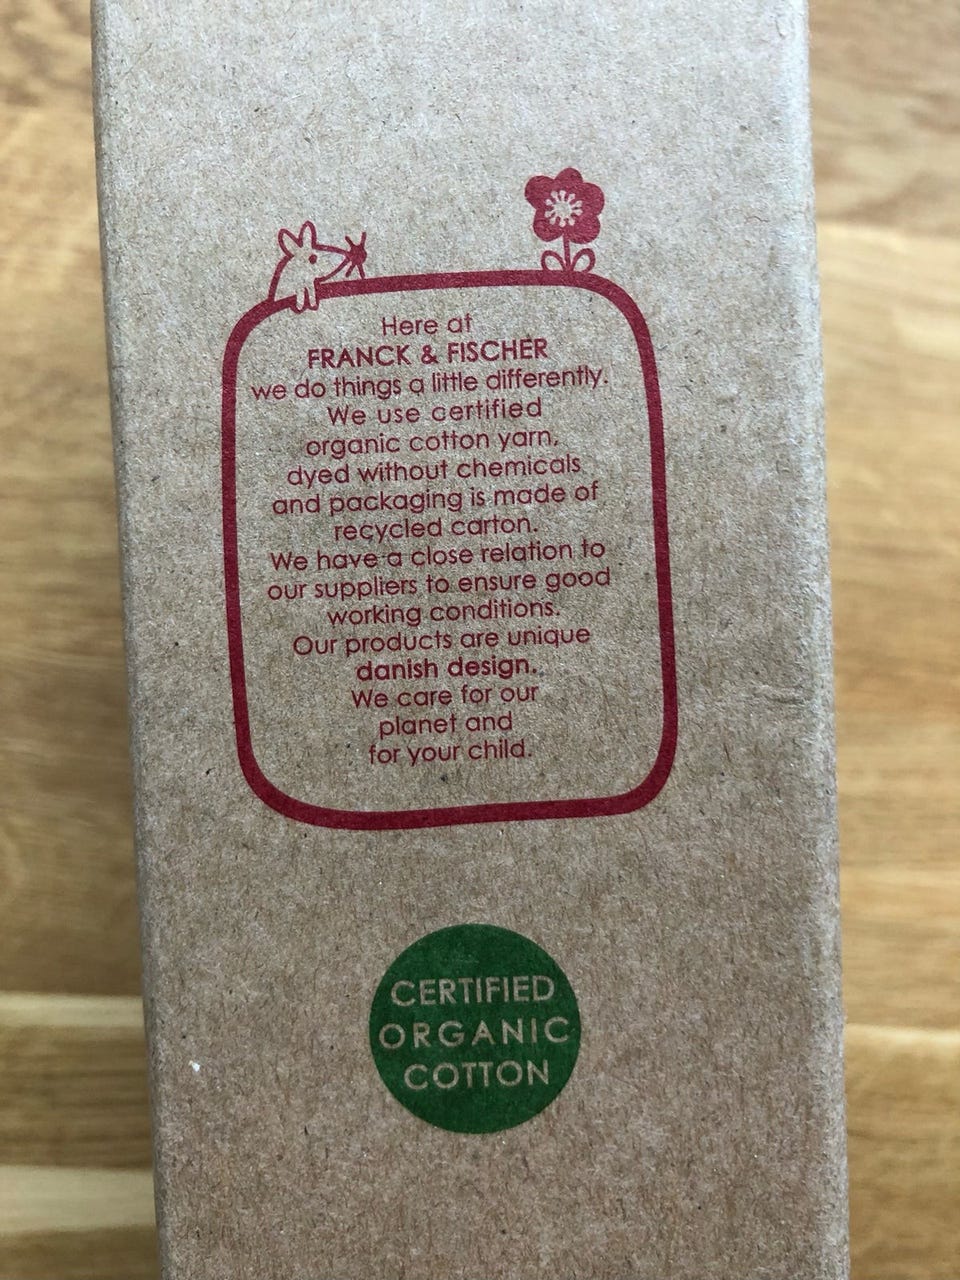 Here at
FRANCK & FISCHER
we do things a little differently.
We use certified
organic cotton yarn,
dyed without chemicals
and packaging is made of
recycled carton.
We have a close relation to
our suppliers to ensure good
working conditions.
Our products are unique
danish design.
We care for our
planet and
for your child.
CERTIFIED
ORGANIC
COTTON